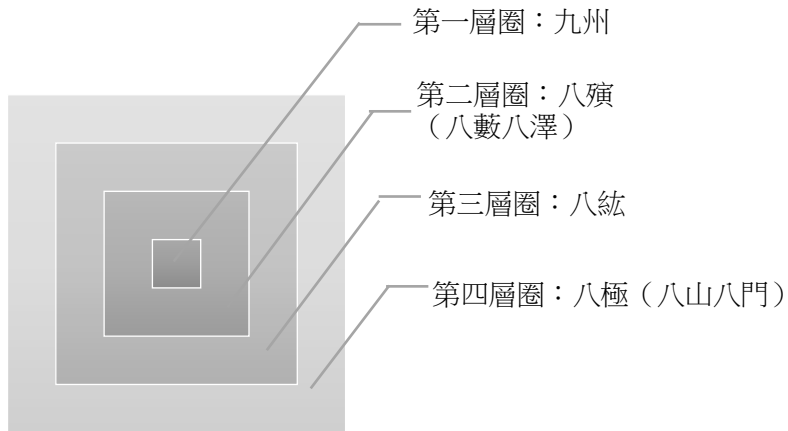 第一層圈：九州
第二層圈：八殥
（八藪八澤）
第三層圈：八紘
第四層圈：八極（八山八門）